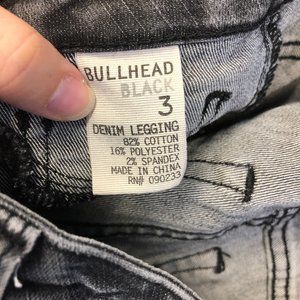 BULLHEAD
BLACK
3
DENIM LEGGING
82% COTTON
16% POLYESTER
2% SPANDEX
MADE IN CHINA
RN# 090233